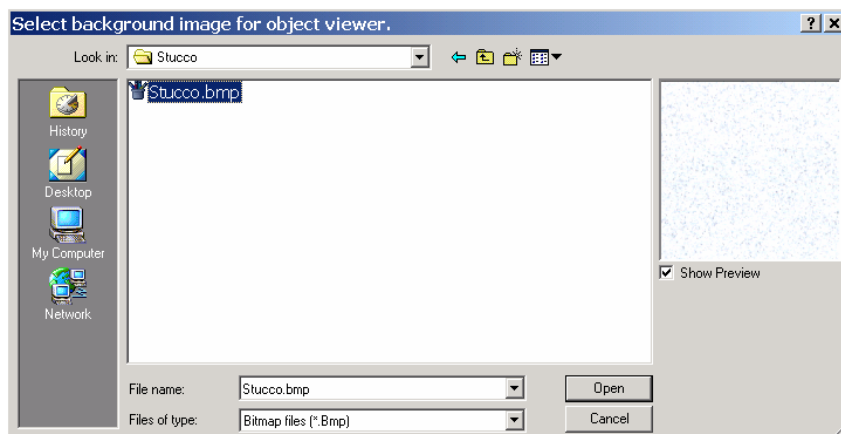 Select background image for object viewer.
Look in: Stucco
Stucco.bmp
History
Desktop
My Computer
Network
Show Preview
File name: Stucco.bmp Open
Files of type: Bitmap files (*.Bmp) Cancel